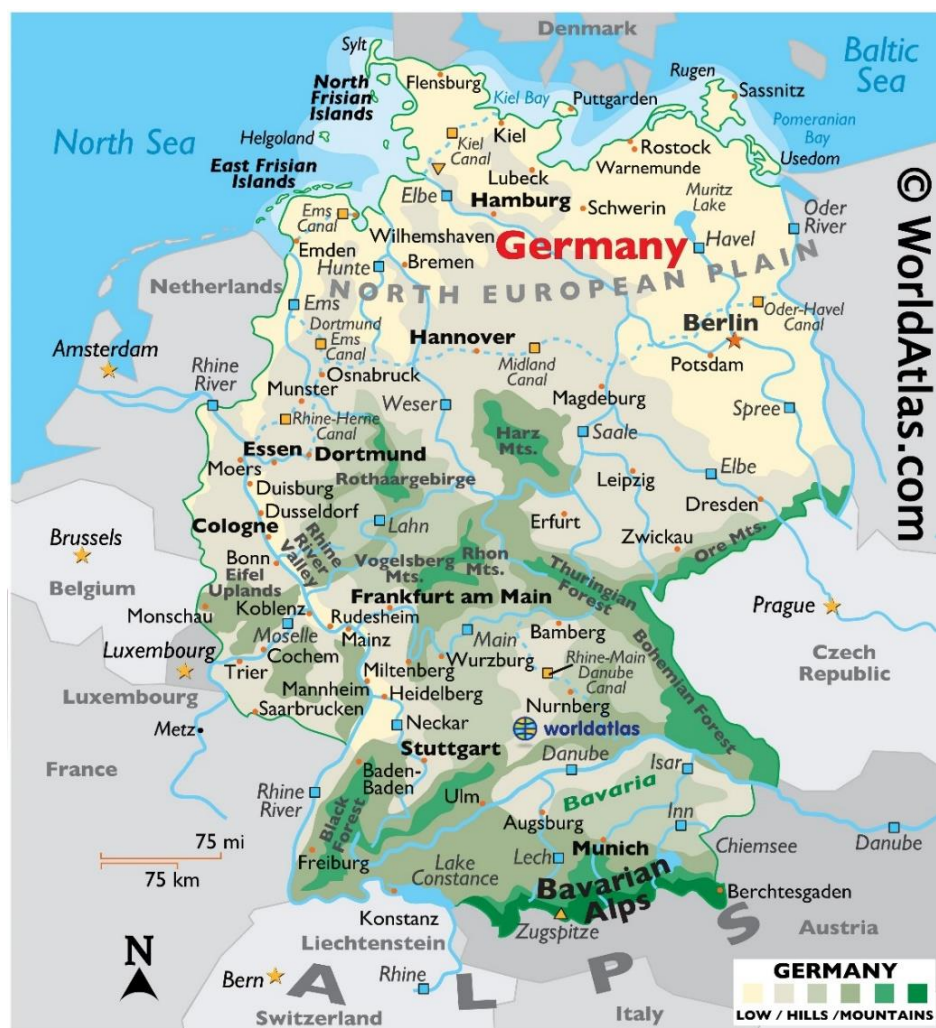 Denmark
Baltic
Sea
Sylt
Flensburg
North
Frisian
Islands
Kiel Bay
Puttgarden
Rugen
Sassnitz
Pomeranian
Bay
North Sea
Helgoland
East Frisian
Islands
Kiel
Canal
Kiel
Rostock
Warnemunde
Usedom
Lubeck
Elbe
Hamburg
Schwerin
Muritz
Lake
Oder
River
Ems
Canal
Wilhemshaven
Emden
Hunte
Bremen
Germany
Havel
NORTH EUROPEAN PLAIN
Netherlands
Ems
Dortmund
Ems
Canal
Hannover
Midland
Canal
Berlin
Oder-Havel
Canal
Potsdam
Amsterdam
Rhine
River
Osnabruck
Munster
Weser
Magdeburg
Spree
Rhine-Herne
Canal
Harz
Mts.
Saale
Essen
Dortmund
Moers
Rothaargebirge
Leipzig
Elbe
Duisburg
Dusseldorf
Dresden
Cologne
Lahn
Erfurt
Zwickau
Ore Mts.
Brussels
Bonn
Rhine
River
Valley
Vogelsberg
Mts.
Rhon
Mts.
Thuringian
Forest
Belgium
Eifel
Uplands
Frankfurt am Main
Prague
Monschau
Koblenz
Rudesheim
Moselle
Mainz
Main
Bamberg
Luxembourg
Cochem
Trier
Miltenberg
Wurzburg
Rhine-Main
Danube
Canal
Bohemian Forest
Czech
Republic
Luxembourg
Mannheim
Heidelberg
Nurnberg
Saarbrucken
Metz
Neckar
worldatlas
Stuttgart
Danube
Isar
France
Baden-
Baden
Rhine
River
Ulm
Bavaria
Inn
Black
Forest
Augsburg
75 mi
75 km
Freiburg
Lake
Constance
Lech
Munich
Chiemsee
Danube
Bavarian
Alps
Berchtesgaden
Konstanz
Zugspitze
Liechtenstein
Austria
N
Bern
Rhine
ALPS
Switzerland
Italy
GERMANY
LOW / HILLS /MOUNTAINS
© WorldAtlas.com